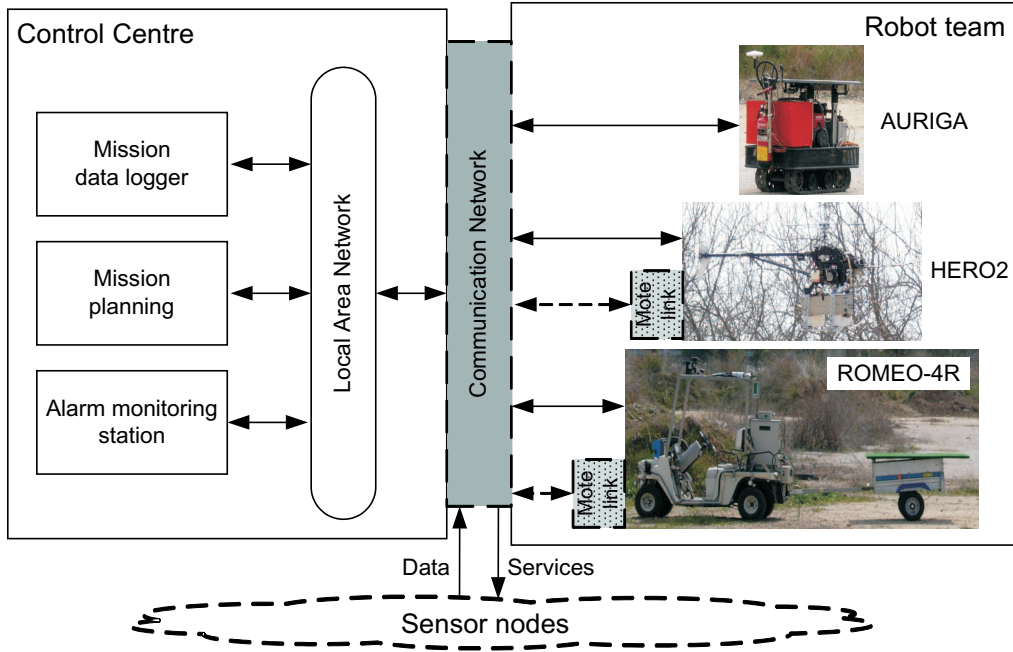 Control Centre
Mission
data logger
Mission
planning
Alarm monitoring
station
Local Area Network
Communication Network
Robot team
AURIGA
HERO2
Mote
link
ROMEO-4R
Mote
link
Data
Services
Sensor nodes